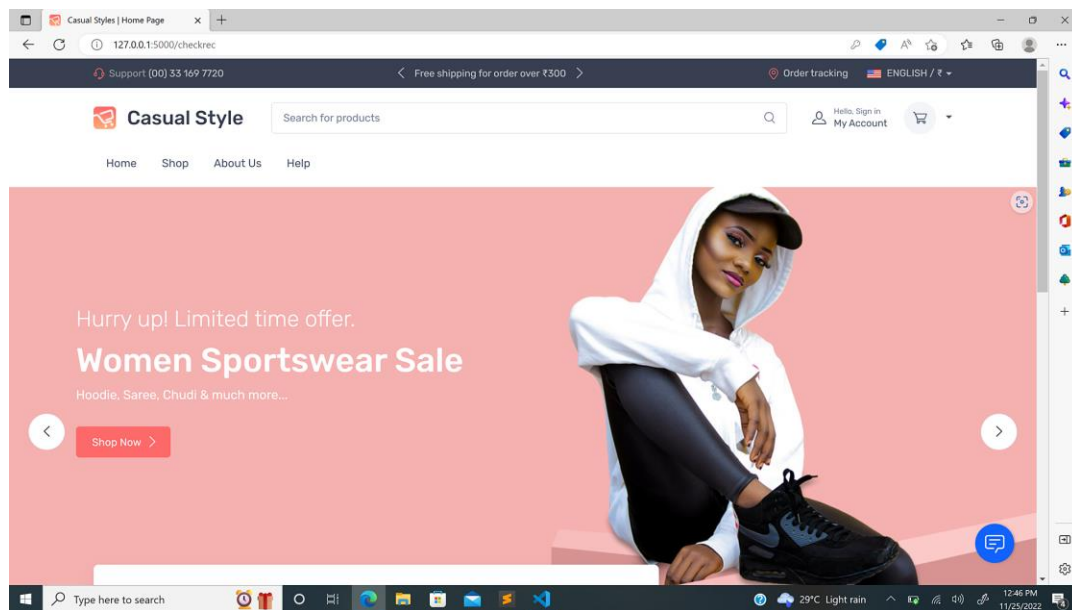 Casual Styles | Home Page
127.0.0.1:5000/checkrec
Support (00) 33 169 7720
Free shipping for order over ₹300
Order tracking
ENGLISH / ₹
Casual Style
Search for products
Hello, Sign in
My Account
Home Shop About Us Help
Hurry up! Limited time offer.
Women Sportswear Sale
Hoodie, Saree, Chudi & much more...
Shop Now
Type here to search
29°C Light rain
12:46 PM
11/25/2022